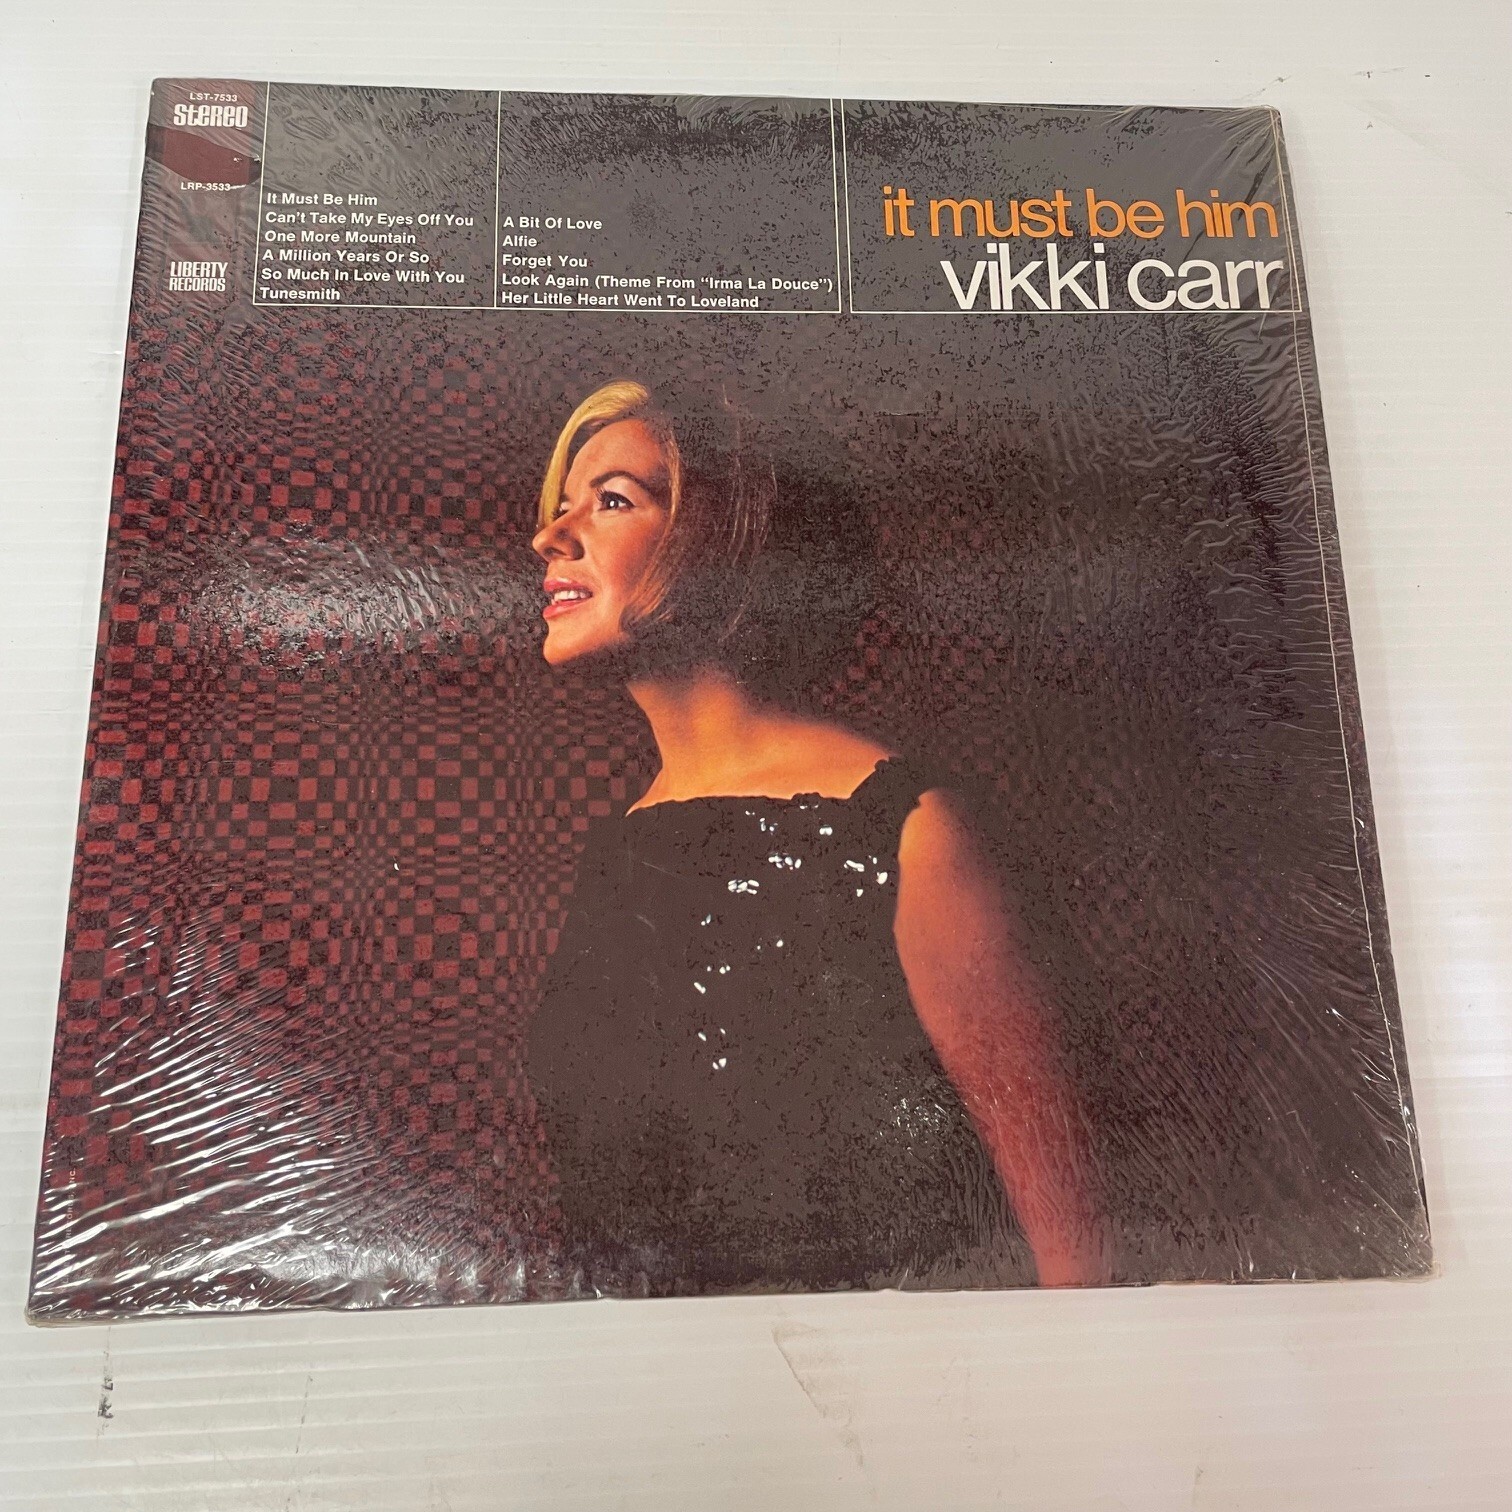 LST-7533
Stereo
LRP-3533
LIBERTY
RECORDS
It Must Be Him
Can't Take My Eyes Off You
One More Mountain
A Million Years Or So
So Much In Love With You
Tunesmith
A Bit Of Love
Alfie
Forget You
Look Again (Theme From "Irma La Douce")
Her Little Heart Went To Loveland
it must be him
vikki carr
INC.